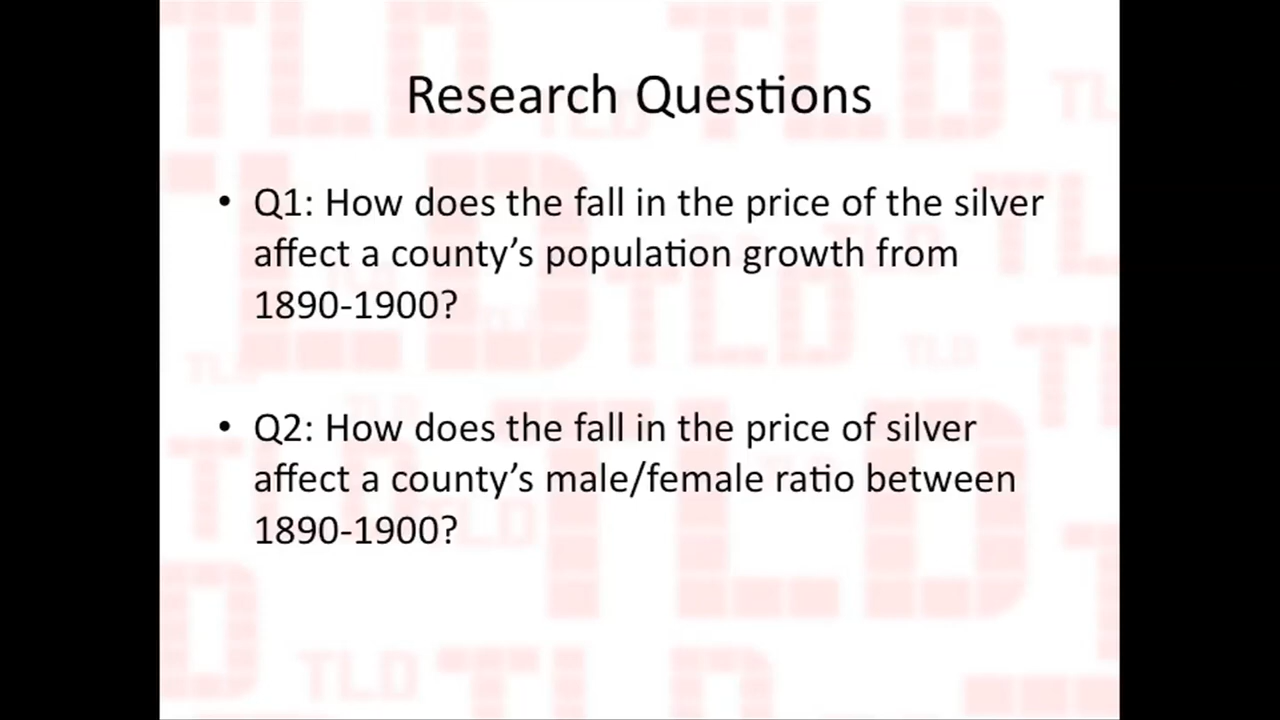 Research Questions
• Q1: How does the fall in the price of the silver
affect a county’s population growth from
1890-1900?
• Q2: How does the fall in the price of silver
affect a county’s male/female ratio between
1890-1900?